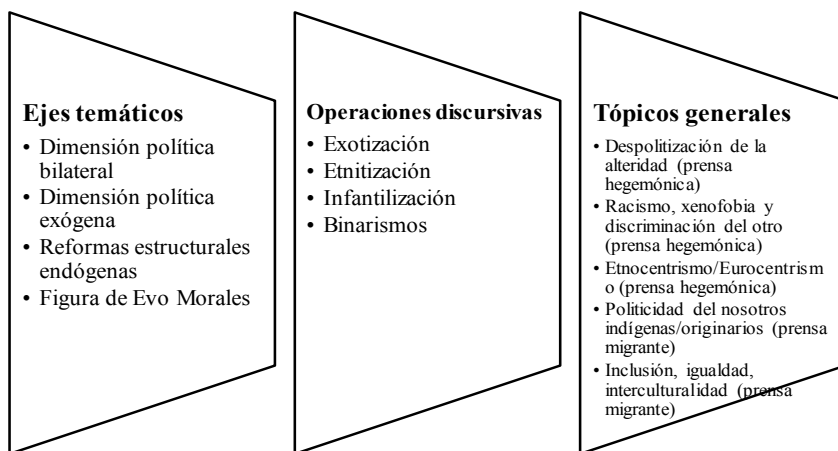 Ejes temáticos
• Dimensión política
bilateral
• Dimensión política
exógena
• Reformas estructurales
endógenas
• Figura de Evo Morales
Operaciones discursivas
• Exotización
• Etnitización
• Infantilización
• Binarismos
Tópicos generales
• Despolitización de la
alteridad (prensa
hegemónica)
• Racismo, xenofobia y
discriminación del otro
(prensa hegemónica)
• Etnocentrismo/Eurocentrism
o (prensa hegemónica)
• Politicidad del nosotros
indígenas/originarios (prensa
migrante)
• Inclusión, igualdad,
interculturalidad (prensa
migrante)